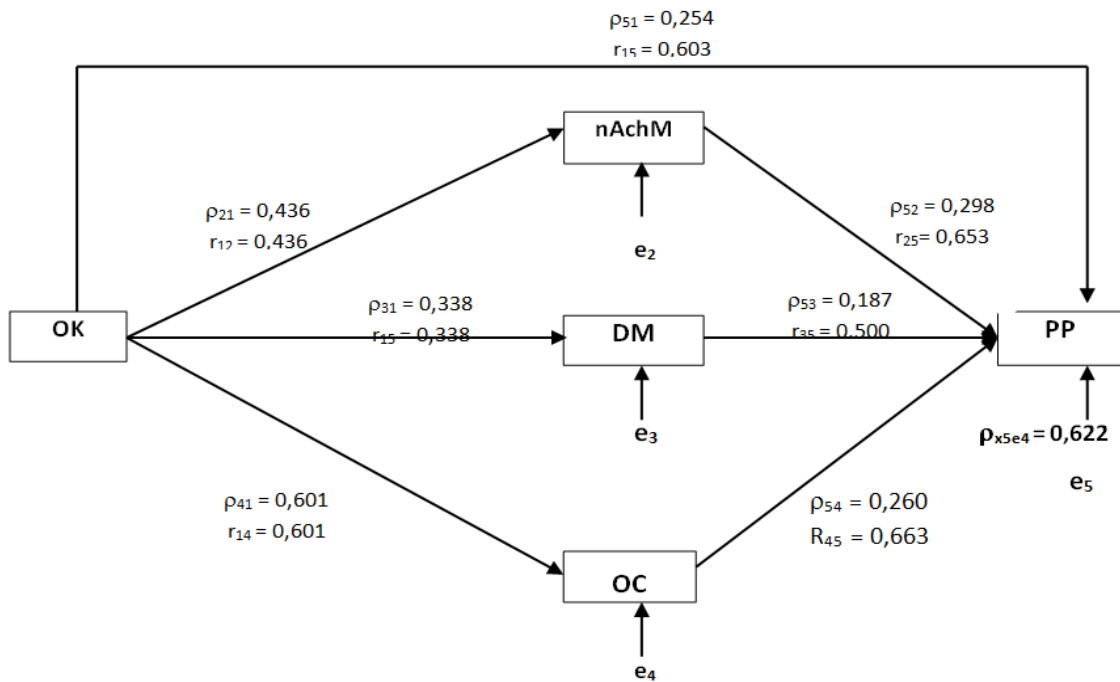 ρ₅₁ = 0,254
r₁₅ = 0,603
nAchM
ρ₂₁ = 0,436
r₁₂ = 0,436
ρ₅₂ = 0,298
r₂₅= 0,653
e₂
ρ₃₁ = 0,338
r₁₅ = 0,338
ρ₅₃ = 0,187
r₃₅= 0.500
OK
DM
PP
e₃
ρₓ₅ₑ₄ = 0,622
e₅
ρ₄₁ = 0,601
r₁₄ = 0,601
ρ₅₄ = 0,260
R₄₅ = 0,663
OC
e₄